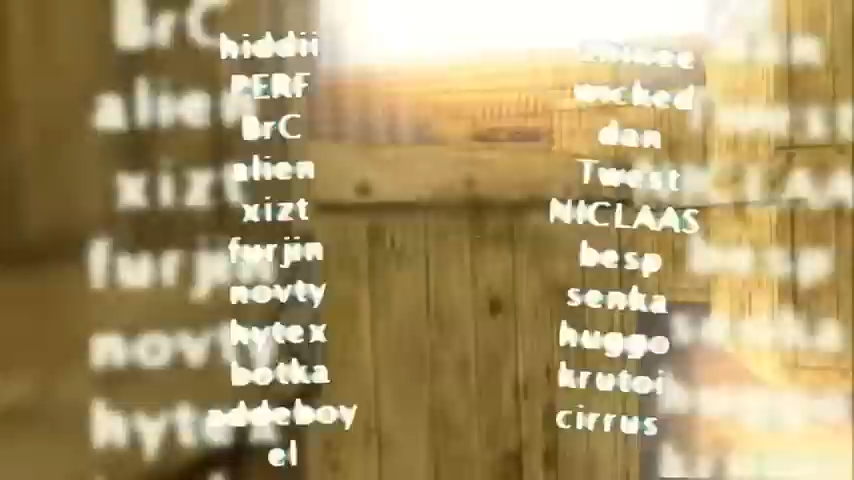 hiddii
PERF
BrC
alien
xizt
furjin
novty
hytex
botka
addeboy
el
wicked
dan
Twest
NICLAAS
besp
senka
huggo
krutoi
cirrus